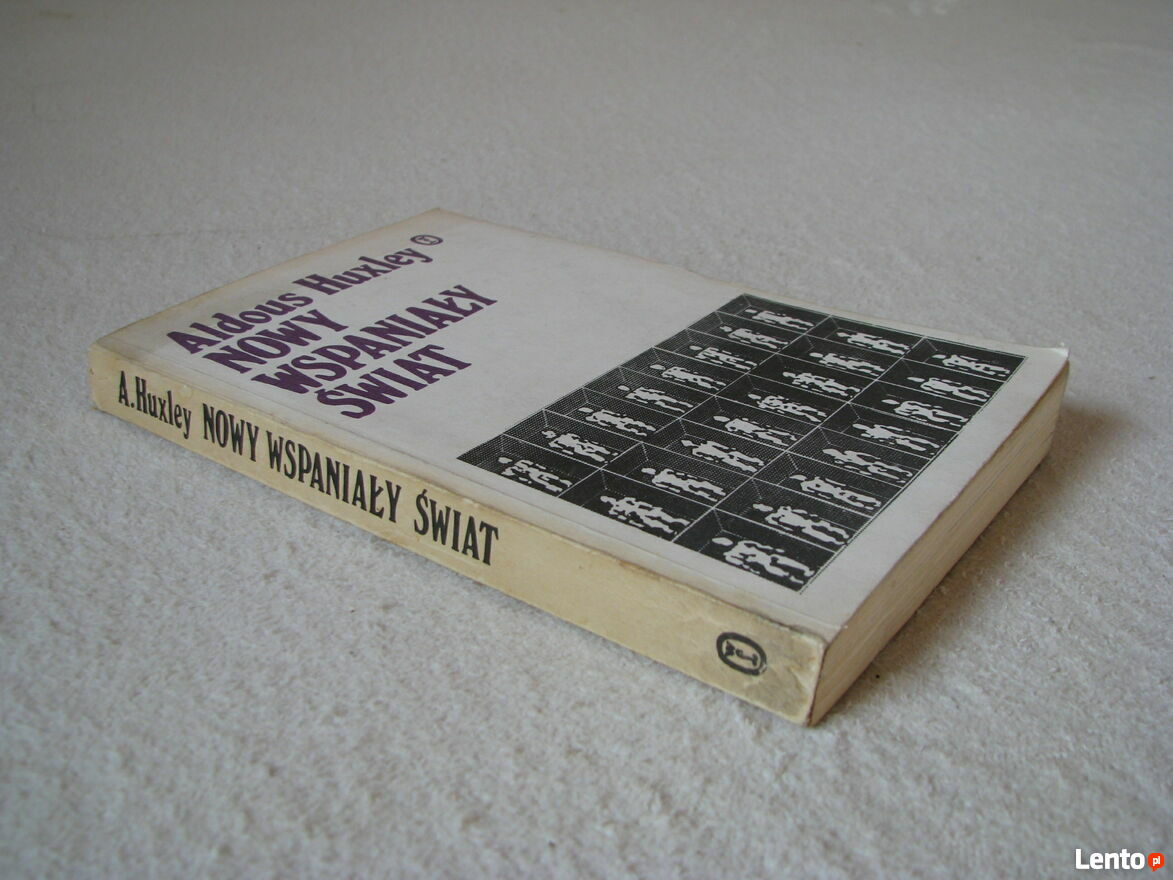 Aldous Huxley
NOWY
WSPANIAŁY
ŚWIAT
A.Huxley NOWY WSPANIAŁY ŚWIAT
Lento.pl